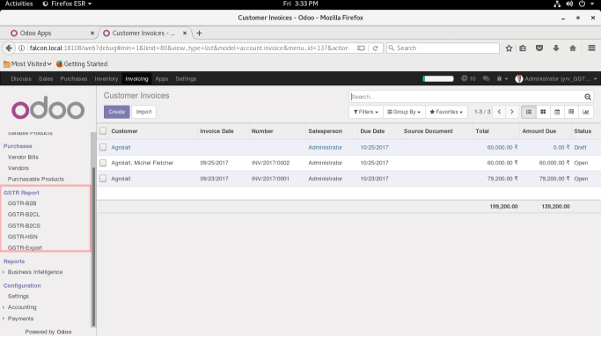 Activities Firefox ESR Fri 3:33 PM
Customer Invoices - Odoo - Mozilla Firefox
Odoo Apps Customer Invoices - ...
falcon.local:18108/web?debug#min=1&limit=80&view_type=list&model=account.invoice&menu_id=137&action Search
Most Visited Getting Started
Discuss Sales Purchases Inventory Invoicing Apps Settings 10 Administrator
odoo
Customer Invoices Search...
Create Import Filters Group By Favorites 1-3 / 3
Customer Invoice Date Number Salesperson Due Date Source Document Total Amount Due Status
Agrolait Administrator 10/25/2017 60,000.00 ₹ 0.00 ₹ Draft
Agrolait, Michel Fletcher 09/25/2017 INV/2017/0002 Administrator 10/25/2017 60,000.00 ₹ 60,000.00 ₹ Open
Agrolait 09/23/2017 INV/2017/0001 Administrator 10/23/2017 79,200.00 ₹ 79,200.00 ₹ Open
199,200.00 139,200.00
Sellable Products
Purchases
Vendor Bills
Vendors
Purchasable Products
GSTR Report
GSTR-B2B
GSTR-B2CL
GSTR-B2CS
GSTR-HSN
GSTR-Export
Reports
Business Intelligence
Configuration
Settings
Accounting
Payments
Powered by Odoo